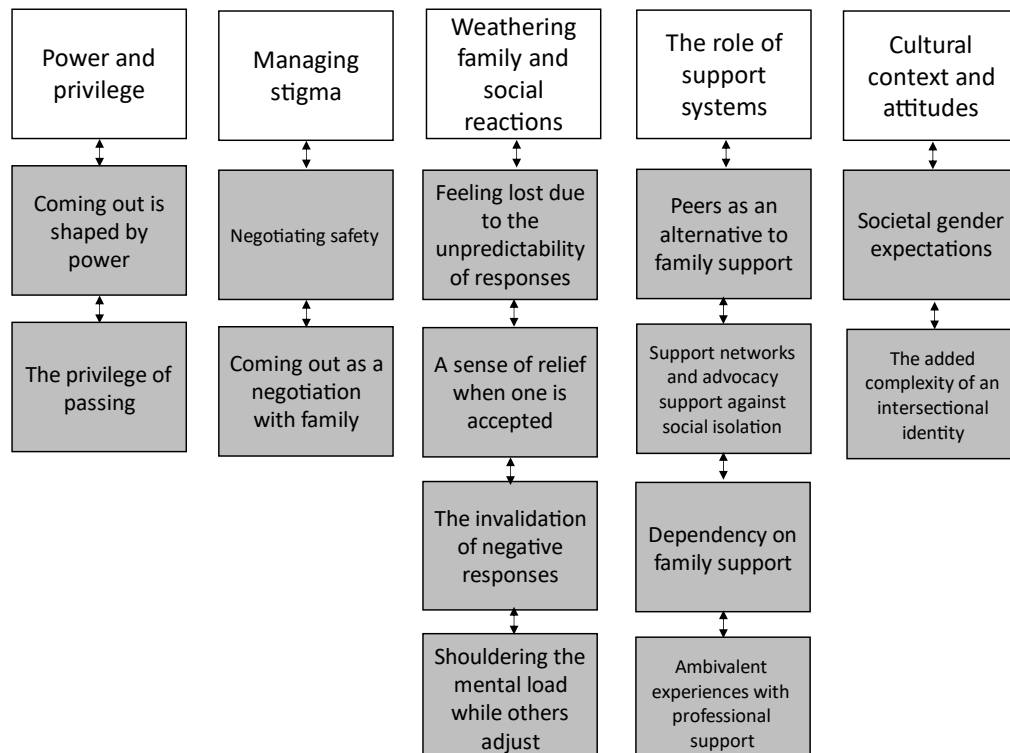 Power and
privilege
Coming out is
shaped by
power
The privilege of
passing
Managing
stigma
Negotiating safety
Coming out as a
negotiation
with family
Weathering
family and
social
reactions
Feeling lost due
to the
unpredictability
of responses
A sense of relief
when one is
accepted
The invalidation
of negative
responses
Shouldering the
mental load
while others
adjust
The role of
support
systems
Peers as an
alternative to
family support
Support networks
and advocacy
support against
social isolation
Dependency on
family support
Ambivalent
experiences with
professional
support
Cultural
context and
attitudes
Societal gender
expectations
The added
complexity of an
intersectional
identity